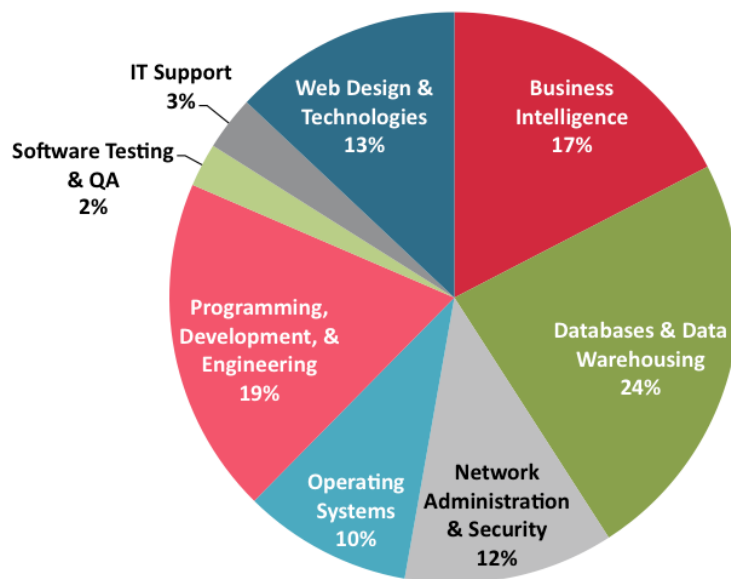 IT Support
3%
Web Design &
Technologies
13%
Business
Intelligence
17%
Software Testing
& QA
2%
Programming,
Development, &
Engineering
19%
Databases & Data
Warehousing
24%
Operating
Systems
10%
Network
Administration
& Security
12%